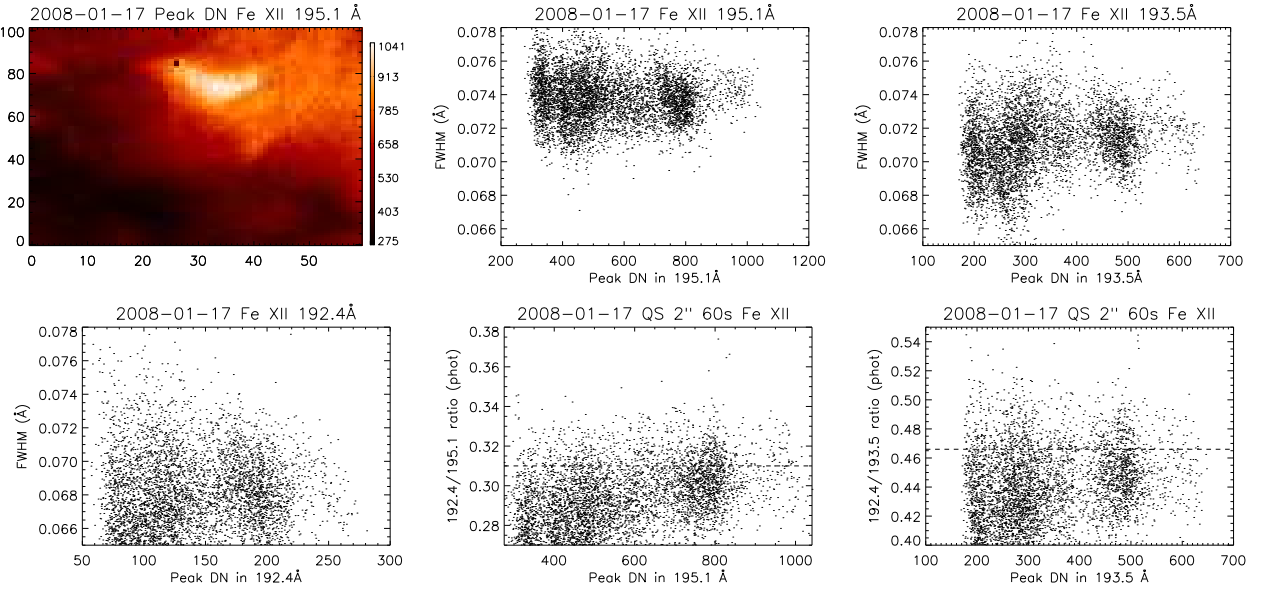 2008-01-17 Peak DN Fe XII 195.1 Å
100
80
60
40
20
0
0 10 20 30 40 50
1041
913
785
658
530
403
275
2008-01-17 Fe XII 195.1Å
FWHM (Å)
0.078
0.076
0.074
0.072
0.070
0.068
0.066
200 400 600 800 1000 1200
Peak DN in 195.1Å
2008-01-17 Fe XII 193.5Å
FWHM (Å)
0.078
0.076
0.074
0.072
0.070
0.068
0.066
100 200 300 400 500 600 700
Peak DN in 193.5Å
2008-01-17 Fe XII 192.4Å
FWHM (Å)
0.078
0.076
0.074
0.072
0.070
0.068
0.066
50 100 150 200 250 300
Peak DN in 192.4Å
2008-01-17 QS 2" 60s Fe XII
192.4/195.1 ratio (phot)
0.38
0.36
0.34
0.32
0.30
0.28
400 600 800 1000
Peak DN in 195.1 Å
2008-01-17 QS 2" 60s Fe XII
192.4/193.5 ratio (phot)
0.54
0.52
0.50
0.48
0.46
0.44
0.42
0.40
100 200 300 400 500 600 700
Peak DN in 193.5 Å